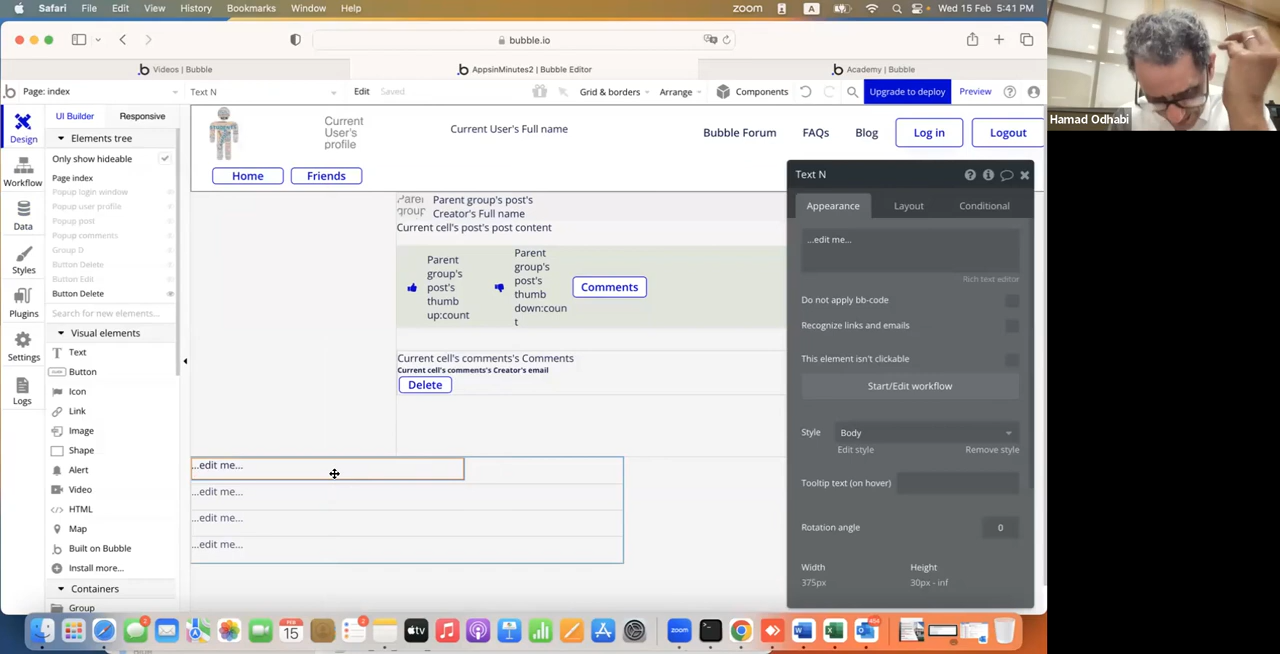 Safari File Edit View History Bookmarks Window Help zoom A Wed 15 Feb 5:41 PM
bubble.io
Videos | Bubble AppsinMinutes2 | Bubble Editor Academy | Bubble
Page: index Text N Edit Saved Grid & borders Arrange Components Upgrade to deploy Preview
Hamad Odhabi
Design
Workflow
Data
Styles
Plugins
Settings
Logs
UI Builder Responsive
Elements tree
Only show hideable
Page index
Popup login window
Popup user profile
Popup post
Popup comments
Group D
Button Delete
Button Edit
Button Delete
Search for new elements...
Visual elements
Text
Button
Icon
Link
Image
Shape
Alert
Video
HTML
Map
Built on Bubble
Install more...
Containers
Group
Current
User's
profile
Current User's Full name
Bubble Forum FAQs Blog Log in Logout
Home Friends
Parent
group'
Parent group's post's
Creator's Full name
Current cell's post's post content
Parent
group's
post's
thumb
up:count
Parent
group's
post's
thumb
down:coun
t
Comments
Current cell's comments's Comments
Current cell's comments's Creator's email
Delete
...edit me...
...edit me...
...edit me...
...edit me...
Text N
Appearance Layout Conditional
...edit me...
Rich text editor
Do not apply bb-code
Recognize links and emails
This element isn't clickable
Start/Edit workflow
Style Body
Edit style Remove style
Tooltip text (on hover)
Rotation angle 0
Width Height
375px 30px - inf
FEB
15
tv
zoom